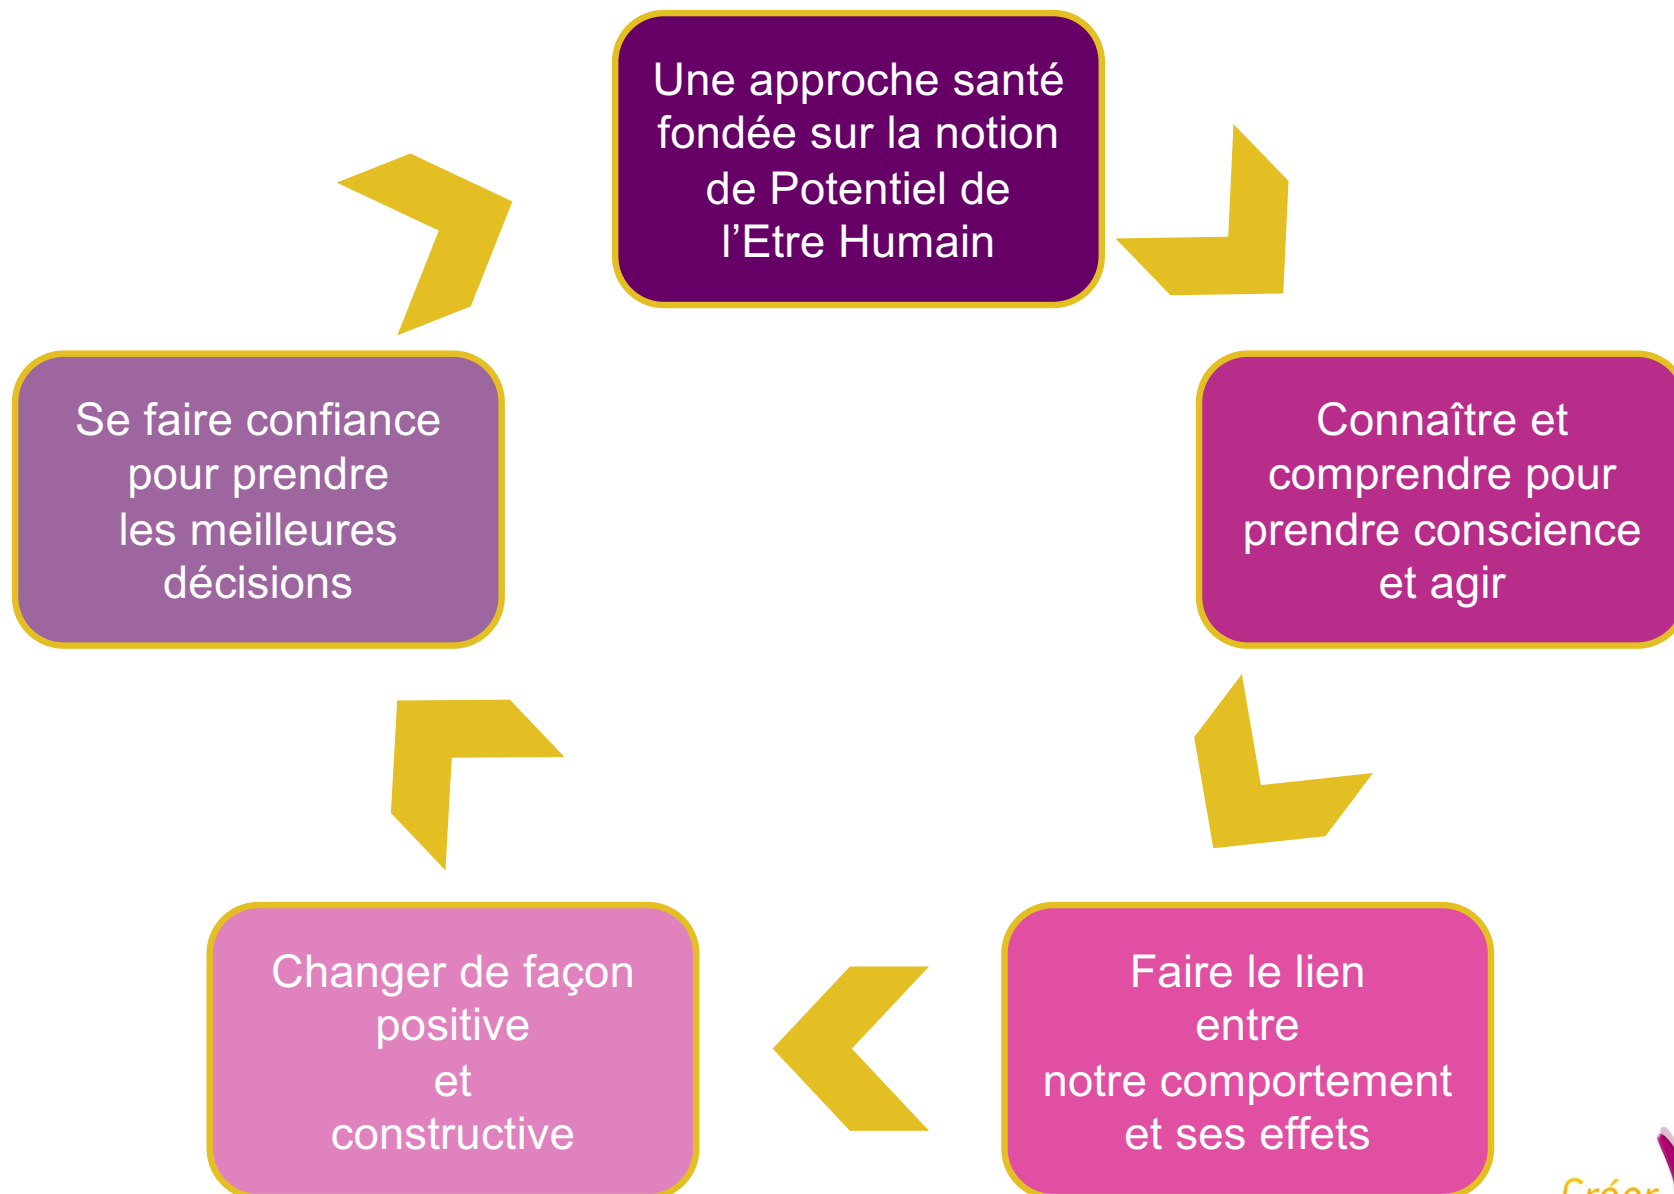 Une approche santé
fondée sur la notion
de Potentiel de
l’Etre Humain
Connaître et
comprendre pour
prendre conscience
et agir
Faire le lien
entre
notre comportement
et ses effets
Changer de façon
positive
et
constructive
Se faire confiance
pour prendre
les meilleures
décisions
Créer